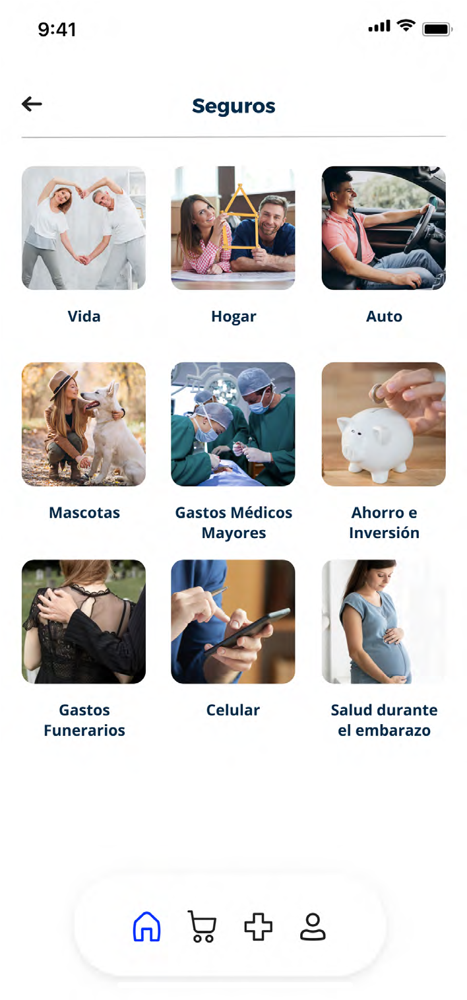 9:41
Seguros
Vida
Hogar
Auto
Mascotas
Gastos Médicos
Mayores
Ahorro e
Inversión
Gastos
Funerarios
Celular
Salud durante
el embarazo